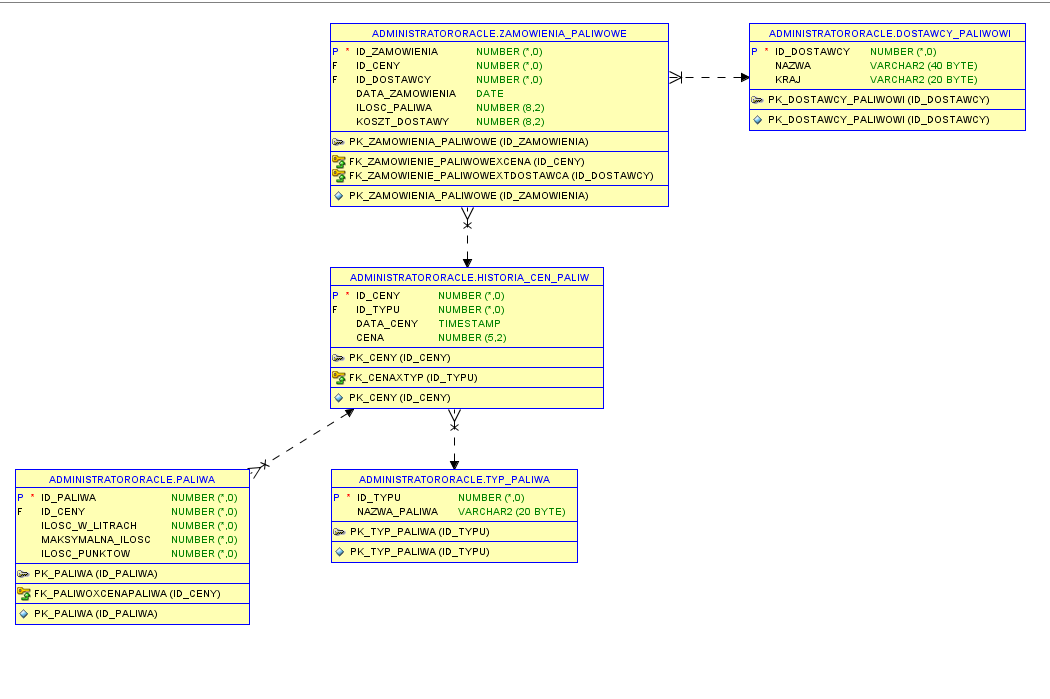 ADMINISTRATORORACLE.ZAMOWIENIA_PALIWOWE
P * ID_ZAMOWIENIA NUMBER (*,0)
F ID_CENY NUMBER (*,0)
F ID_DOSTAWCY NUMBER (*,0)
DATA_ZAMOWIENIA DATE
ILOSC_PALIWA NUMBER (8,2)
KOSZT_DOSTAWY NUMBER (8,2)
PK_ZAMOWIENIA_PALIWOWE (ID_ZAMOWIENIA)
FK_ZAMOWIENIE_PALIWOWEXCENA (ID_CENY)
FK_ZAMOWIENIE_PALIWOWEXTDOSTAWCA (ID_DOSTAWCY)
PK_ZAMOWIENIA_PALIWOWE (ID_ZAMOWIENIA)
ADMINISTRATORORACLE.DOSTAWCY_PALIWOWI
P * ID_DOSTAWCY NUMBER (*,0)
NAZWA VARCHAR2 (40 BYTE)
KRAJ VARCHAR2 (20 BYTE)
PK_DOSTAWCY_PALIWOWI (ID_DOSTAWCY)
PK_DOSTAWCY_PALIWOWI (ID_DOSTAWCY)
ADMINISTRATORORACLE.HISTORIA_CEN_PALIW
P * ID_CENY NUMBER (*,0)
F ID_TYPU NUMBER (*,0)
DATA_CENY TIMESTAMP
CENA NUMBER (5,2)
PK_CENY (ID_CENY)
FK_CENAXTYP (ID_TYPU)
PK_CENY (ID_CENY)
ADMINISTRATORORACLE.PALIWA
P * ID_PALIWA NUMBER (*,0)
F ID_CENY NUMBER (*,0)
ILOSC_W_LITRACH NUMBER (*,0)
MAKSYMALNA_ILOSC NUMBER (*,0)
ILOSC_PUNKTOW NUMBER (*,0)
PK_PALIWA (ID_PALIWA)
FK_PALIWOXCENAPALIWA (ID_CENY)
PK_PALIWA (ID_PALIWA)
ADMINISTRATORORACLE.TYP_PALIWA
P * ID_TYPU NUMBER (*,0)
NAZWA_PALIWA VARCHAR2 (20 BYTE)
PK_TYP_PALIWA (ID_TYPU)
PK_TYP_PALIWA (ID_TYPU)